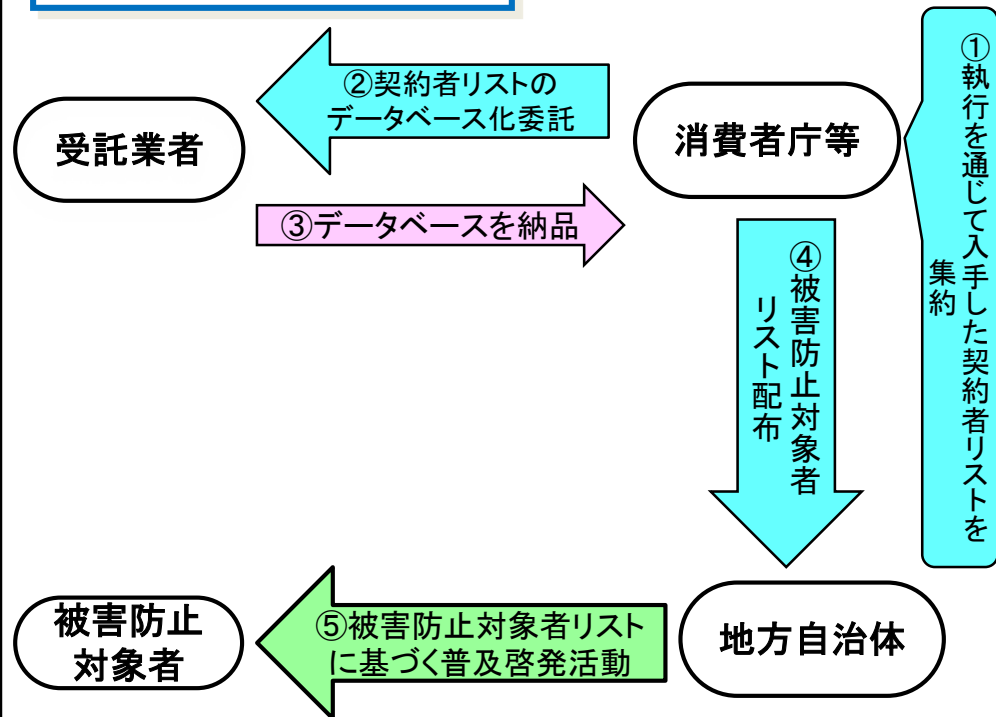 ②契約者リストの
データベース化委託
受託業者
消費者庁等
①執行を通じて入手した契約者リストを
集約
③データベースを納品
④被害防止対象者
リスト配布
被害防止
対象者
⑤被害防止対象者リスト
に基づく普及啓発活動
地方自治体